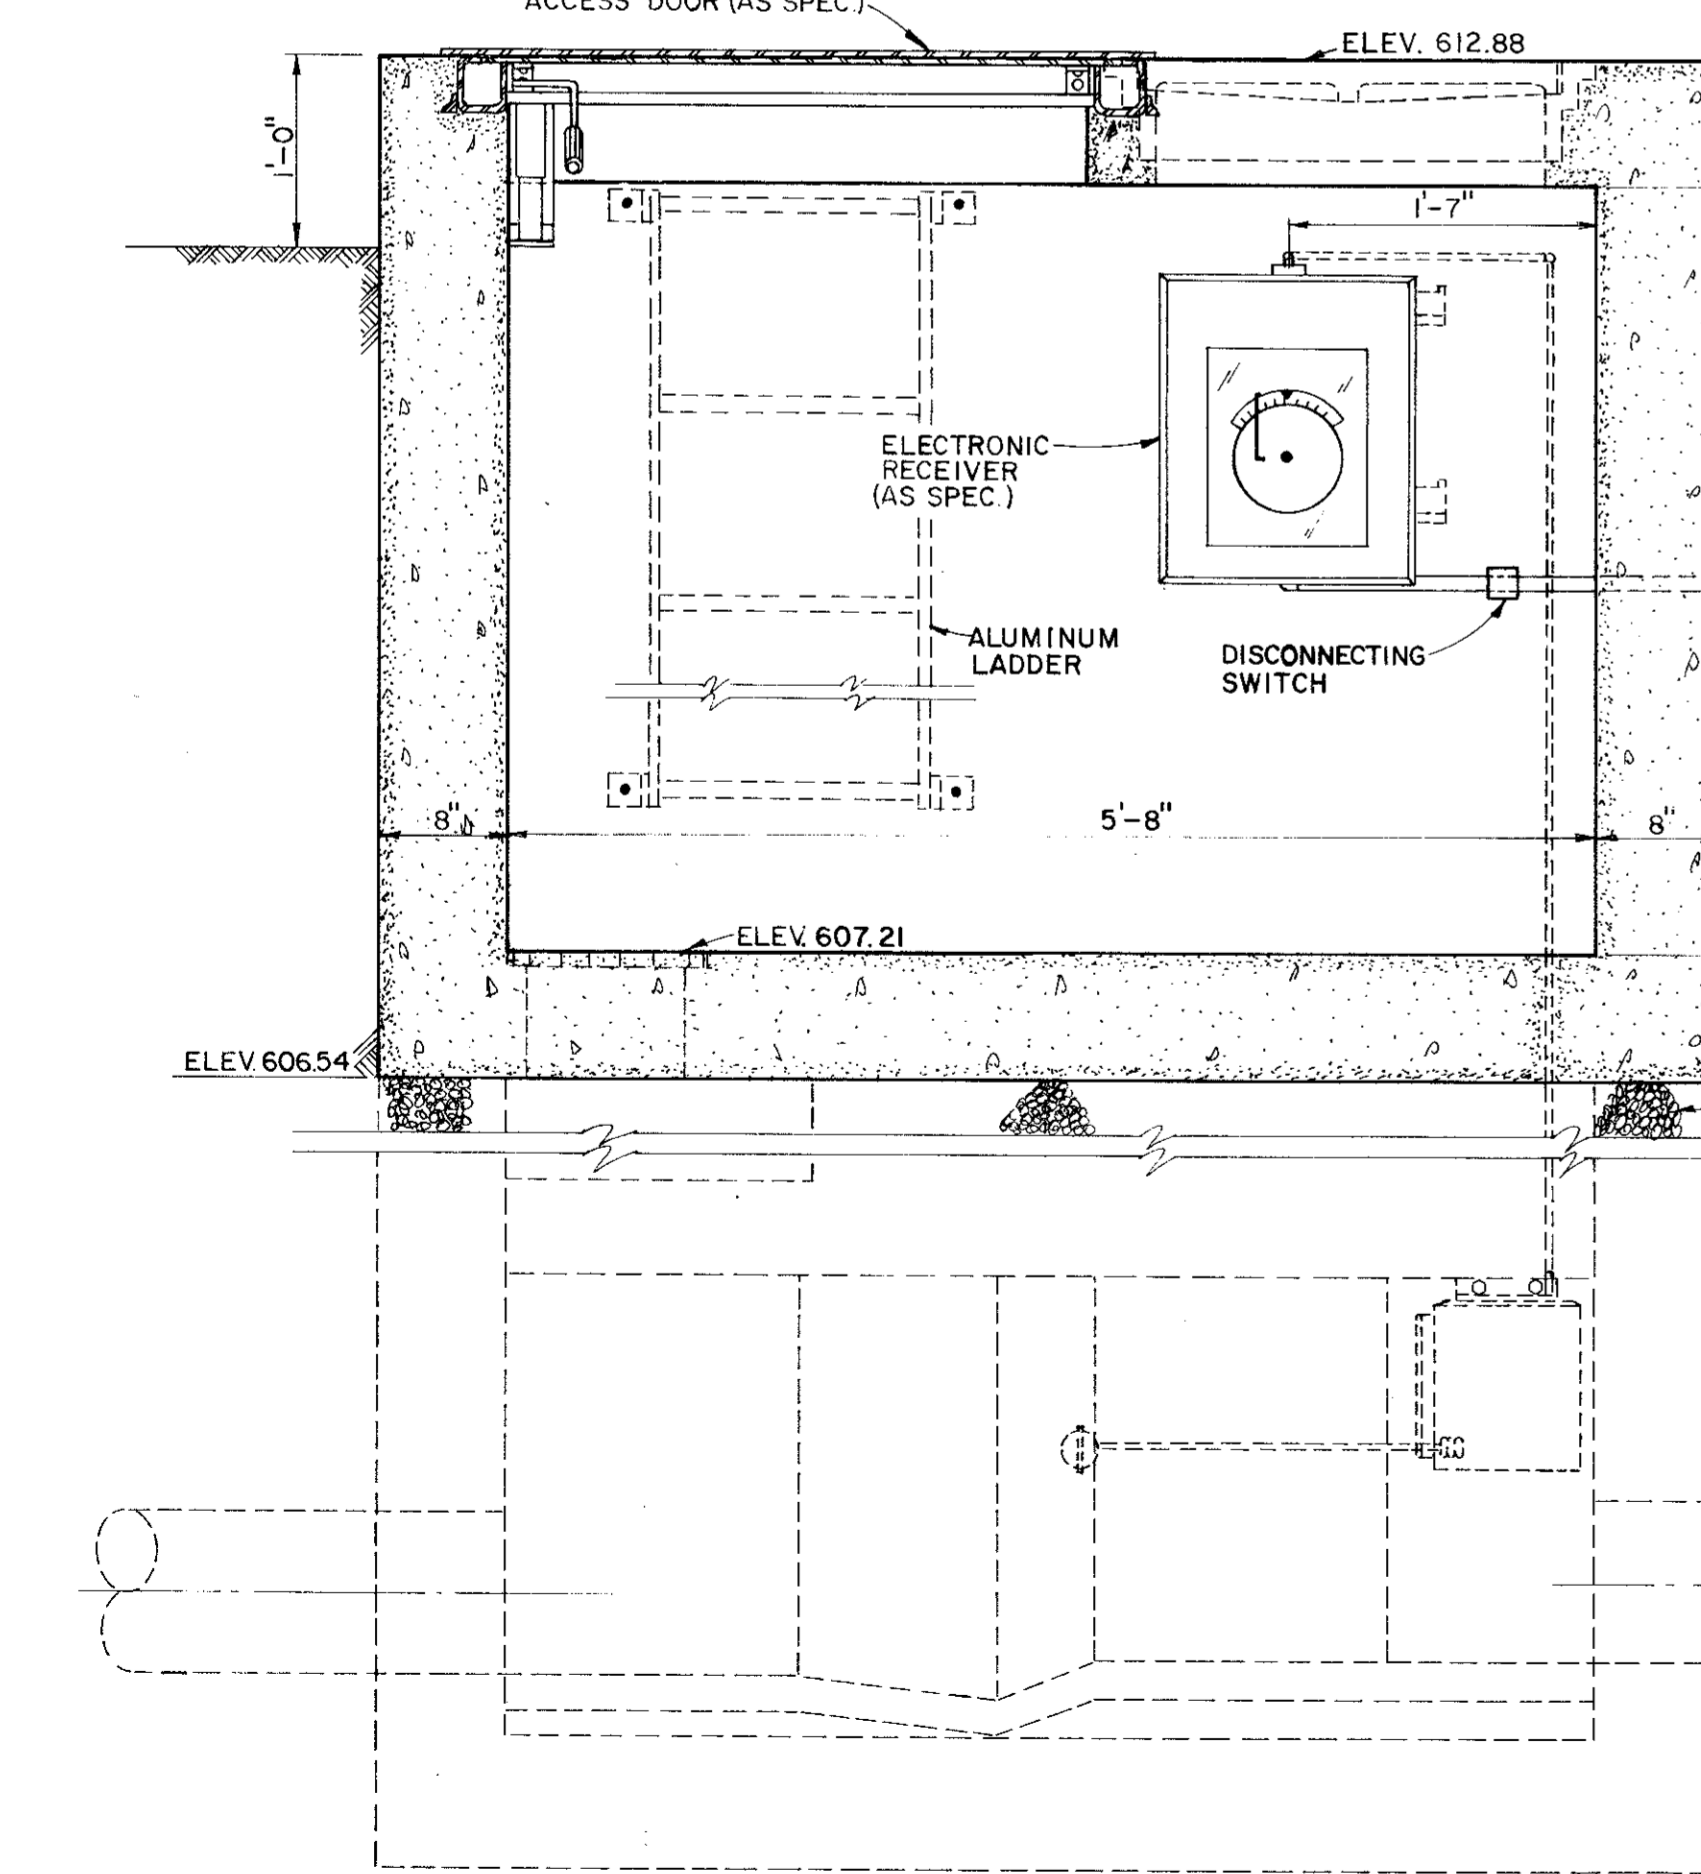 ACCESS DOOR (AS SPEC.)
ELEV. 612.88
1'-0"
1'-7"
ELECTRONIC
RECEIVER
(AS SPEC.)
ALUMINUM
LADDER
DISCONNECTING
SWITCH
8"
5'-8"
8"
ELEV. 607.21
ELEV. 606.54